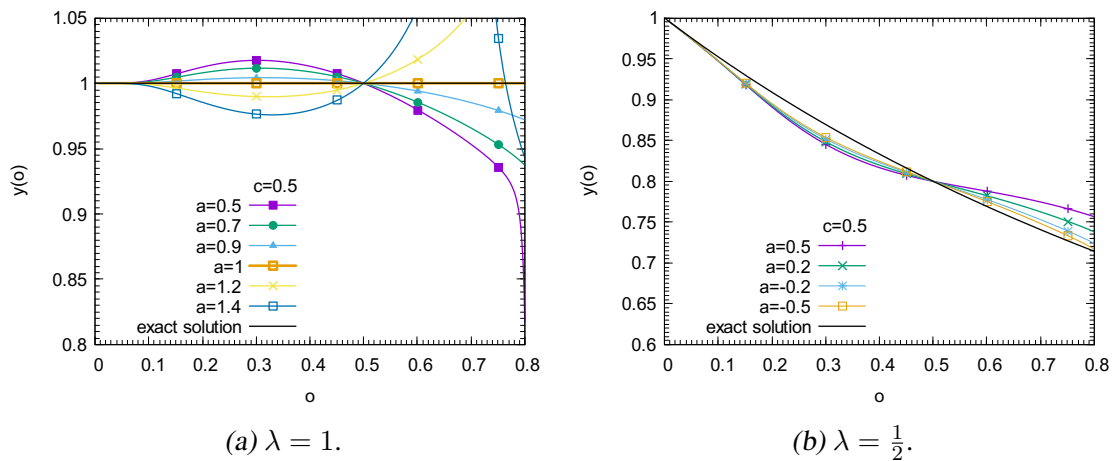 1.05
1
0.95
0.9
0.85
0.8
y(o)
c=0.5
a=0.5
a=0.7
a=0.9
a=1
a=1.2
a=1.4
exact solution
0 0.1 0.2 0.3 0.4 0.5 0.6 0.7 0.8
o
(a) λ = 1.
1
0.95
0.9
0.85
0.8
0.75
0.7
0.65
0.6
y(o)
c=0.5
a=0.5
a=0.2
a=-0.2
a=-0.5
exact solution
0 0.1 0.2 0.3 0.4 0.5 0.6 0.7 0.8
o
(b) λ = 1/2.